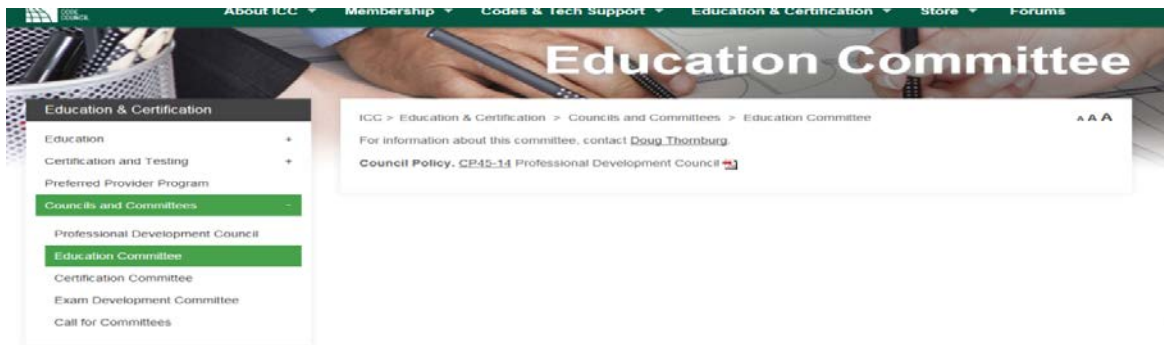 CODE
COUNCIL
About ICC Membership Codes & Tech Support Education & Certification Store Forums
Education Committee
Education & Certification
Education +
Certification and Testing +
Preferred Provider Program
Councils and Committees -
Professional Development Council
Education Committee
Certification Committee
Exam Development Committee
Call for Committees
ICC > Education & Certification > Councils and Committees > Education Committee
A A A
For information about this committee, contact Doug Thornburg.
Council Policy, CP45-14 Professional Development Council